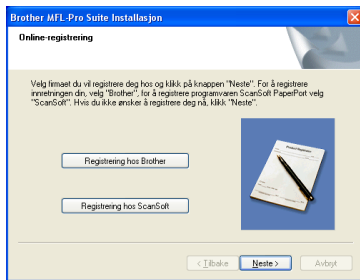 Brother MFL-Pro Suite Installasjon
Online-registrering
Velg firmaet du vil registrere deg hos og klikk på knappen "Neste". For å registrere
innretningen din, velg "Brother", for å registrere programvaren ScanSoft PaperPort velg
"ScanSoft". Hvis du ikke ønsker å registrere deg nå, klikk "Neste".
Registrering hos Brother
Product Registration
Registrering hos ScanSoft
< Tilbake
Neste >
Avbryt